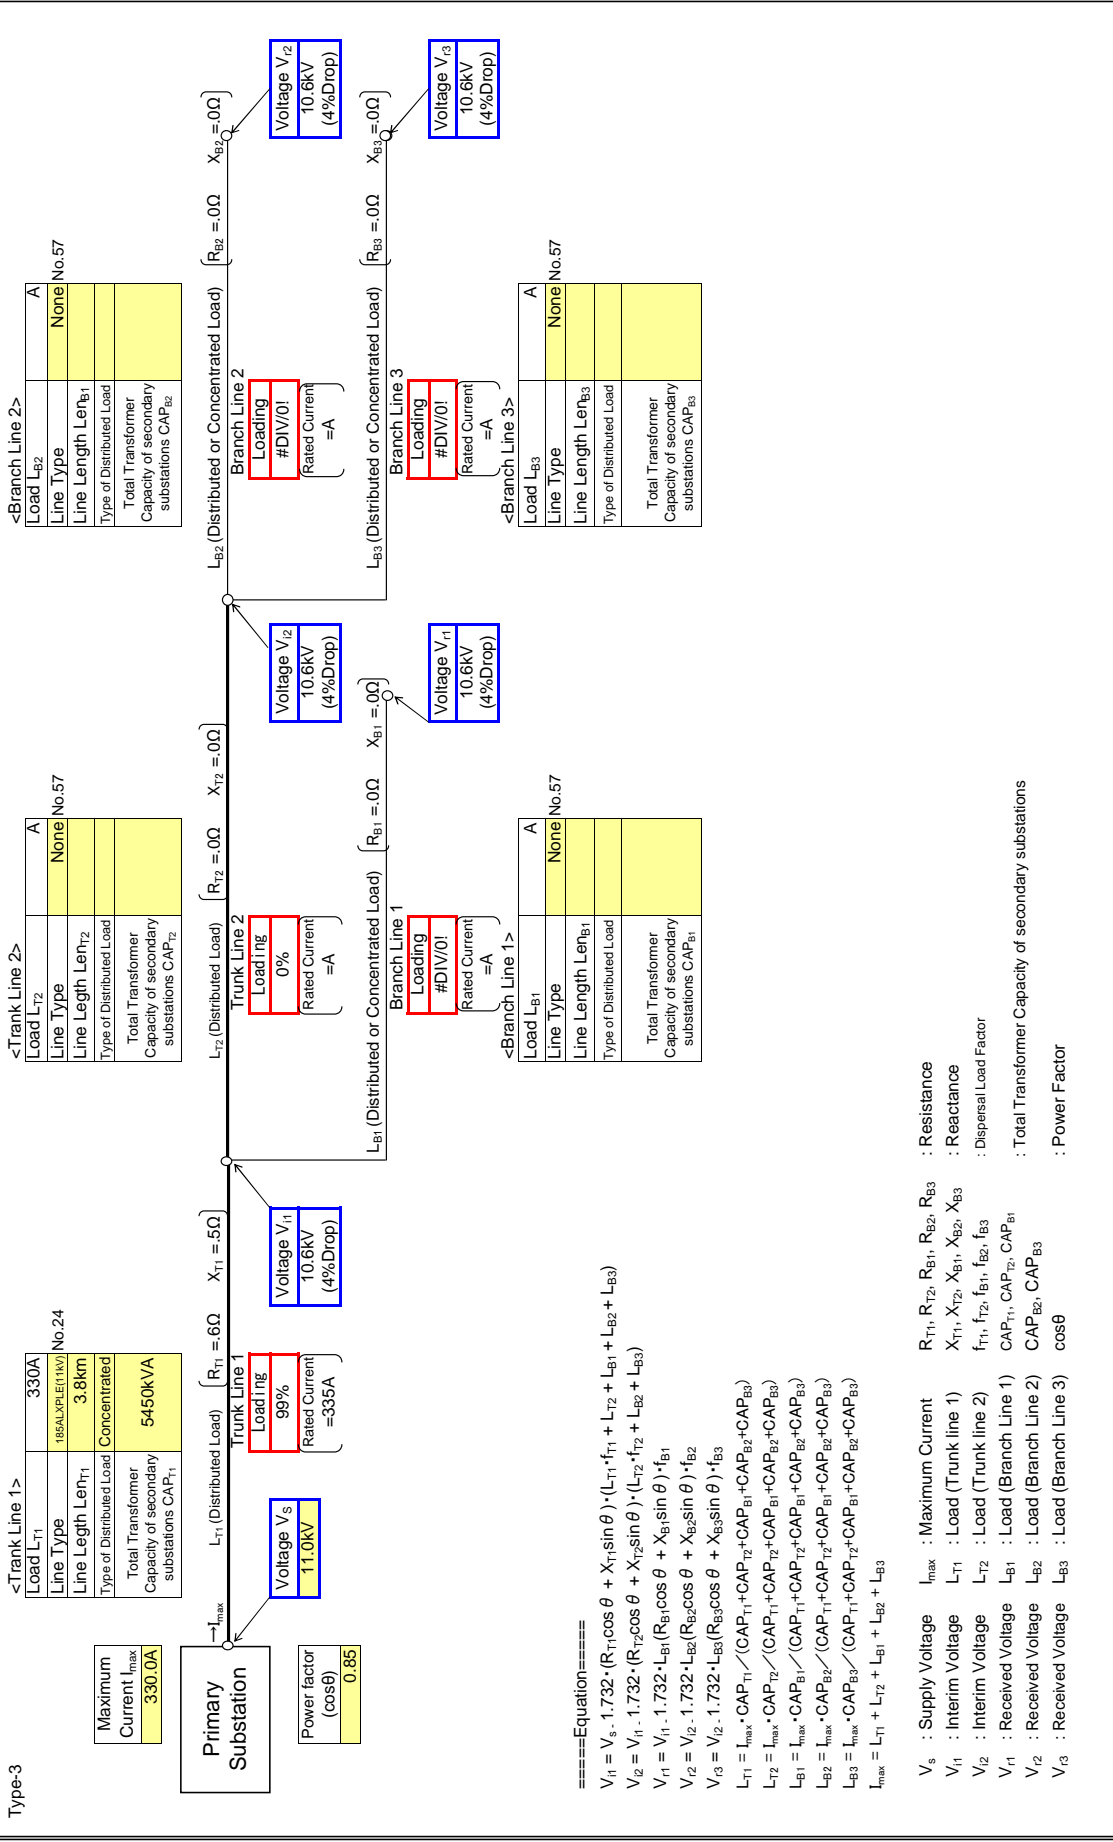 Type-3
Maximum
Current Imax
330.0A
Primary
Substation
Power factor
(cosθ)
0.85
→Imax
Voltage VS
11.0kV
<Trank Line 1>
Load LT1 330A
Line Type 185ALXPLE(11kV) No.24
Line Length LenT1 3.8km
Type of Distributed Load Concentrated
Total Transformer
Capacity of secondary
substations CAPT1
5450kVA
LT1 (Distributed Load)
RT1 =.6Ω XT1 =.5Ω
Trunk Line 1
Loading
99%
Rated Current
=335A
Voltage Vi1
10.6kV
(4%Drop)
<Trank Line 2>
Load LT2 A
Line Type None No.57
Line Legth LenT2
Type of Distributed Load
Total Transformer
Capacity of secondary
substations CAPT2
LT2 (Distributed Load)
RT2 =.0Ω XT2 =.0Ω
Trunk Line 2
Loading
0%
Rated Current
=A
Voltage Vi2
10.6kV
(4%Drop)
LB1 (Distributed or Concentrated Load)
RB1 =.0Ω XB1 =.0Ω
Branch Line 1
Loading
#DIV/0!
Rated Current
=A
Voltage Vr1
10.6kV
(4%Drop)
<Branch Line 1>
Load LB1 A
Line Type None No.57
Line Length LenB1
Type of Distributed Load
Total Transformer
Capacity of secondary
substations CAPB1
<Branch Line 2>
Load LB2 A
Line Type None No.57
Line Length LenB1
Type of Distributed Load
Total Transformer
Capacity of secondary
substations CAPB2
LB2 (Distributed or Concentrated Load)
RB2 =.0Ω XB2 =.0Ω
Branch Line 2
Loading
#DIV/0!
Rated Current
=A
Voltage Vr2
10.6kV
(4%Drop)
LB3 (Distributed or Concentrated Load)
RB3 =.0Ω XB3 =.0Ω
Branch Line 3
Loading
#DIV/0!
Rated Current
=A
Voltage Vr3
10.6kV
(4%Drop)
<Branch Line 3>
Load LB3 A
Line Type None No.57
Line Length LenB3
Type of Distributed Load
Total Transformer
Capacity of secondary
substations CAPB3
=====Equation=====
Vi1 = VS - 1.732・(RT1cosθ + XT1sinθ)・(LT1・fT1 + LT2 + LB1 + LB2 + LB3)
Vi2 = Vi1 - 1.732・(RT2cosθ + XT2sinθ)・(LT2・fT2 + LB2 + LB3)
Vr1 = Vi1 - 1.732・LB1(RB1cosθ + XB1sinθ)・fB1
Vr2 = Vi2 - 1.732・LB2(RB2cosθ + XB2sinθ)・fB2
Vr3 = Vi2 - 1.732・LB3(RB3cosθ + XB3sinθ)・fB3
LT1 = Imax・CAPT1／(CAPT1+CAPT2+CAPB1+CAPB2+CAPB3)
LT2 = Imax・CAPT2／(CAPT1+CAPT2+CAPB1+CAPB2+CAPB3)
LB1 = Imax・CAPB1／(CAPT1+CAPT2+CAPB1+CAPB2+CAPB3)
LB2 = Imax・CAPB2／(CAPT1+CAPT2+CAPB1+CAPB2+CAPB3)
LB3 = Imax・CAPB3／(CAPT1+CAPT2+CAPB1+CAPB2+CAPB3)
Imax = LT1 + LT2 + LB1 + LB2 + LB3
Vs : Supply Voltage Imax : Maximum Current RT1, RT2, RB1, RB2, RB3 : Resistance
Vi1 : Interim Voltage LT1 : Load (Trunk line 1) XT1, XT2, XB1, XB2, XB3 : Reactance
Vi2 : Interim Voltage LT2 : Load (Trunk line 2) fT1, fT2, fB1, fB2, fB3 : Dispersal Load Factor
Vr1 : Received Voltage LB1 : Load (Branch Line 1) CAPT1, CAPT2, CAPB1 : Total Transformer Capacity of secondary substations
Vr2 : Received Voltage LB2 : Load (Branch Line 2) CAPB2, CAPB3
Vr3 : Received Voltage LB3 : Load (Branch Line 3) cosθ : Power Factor